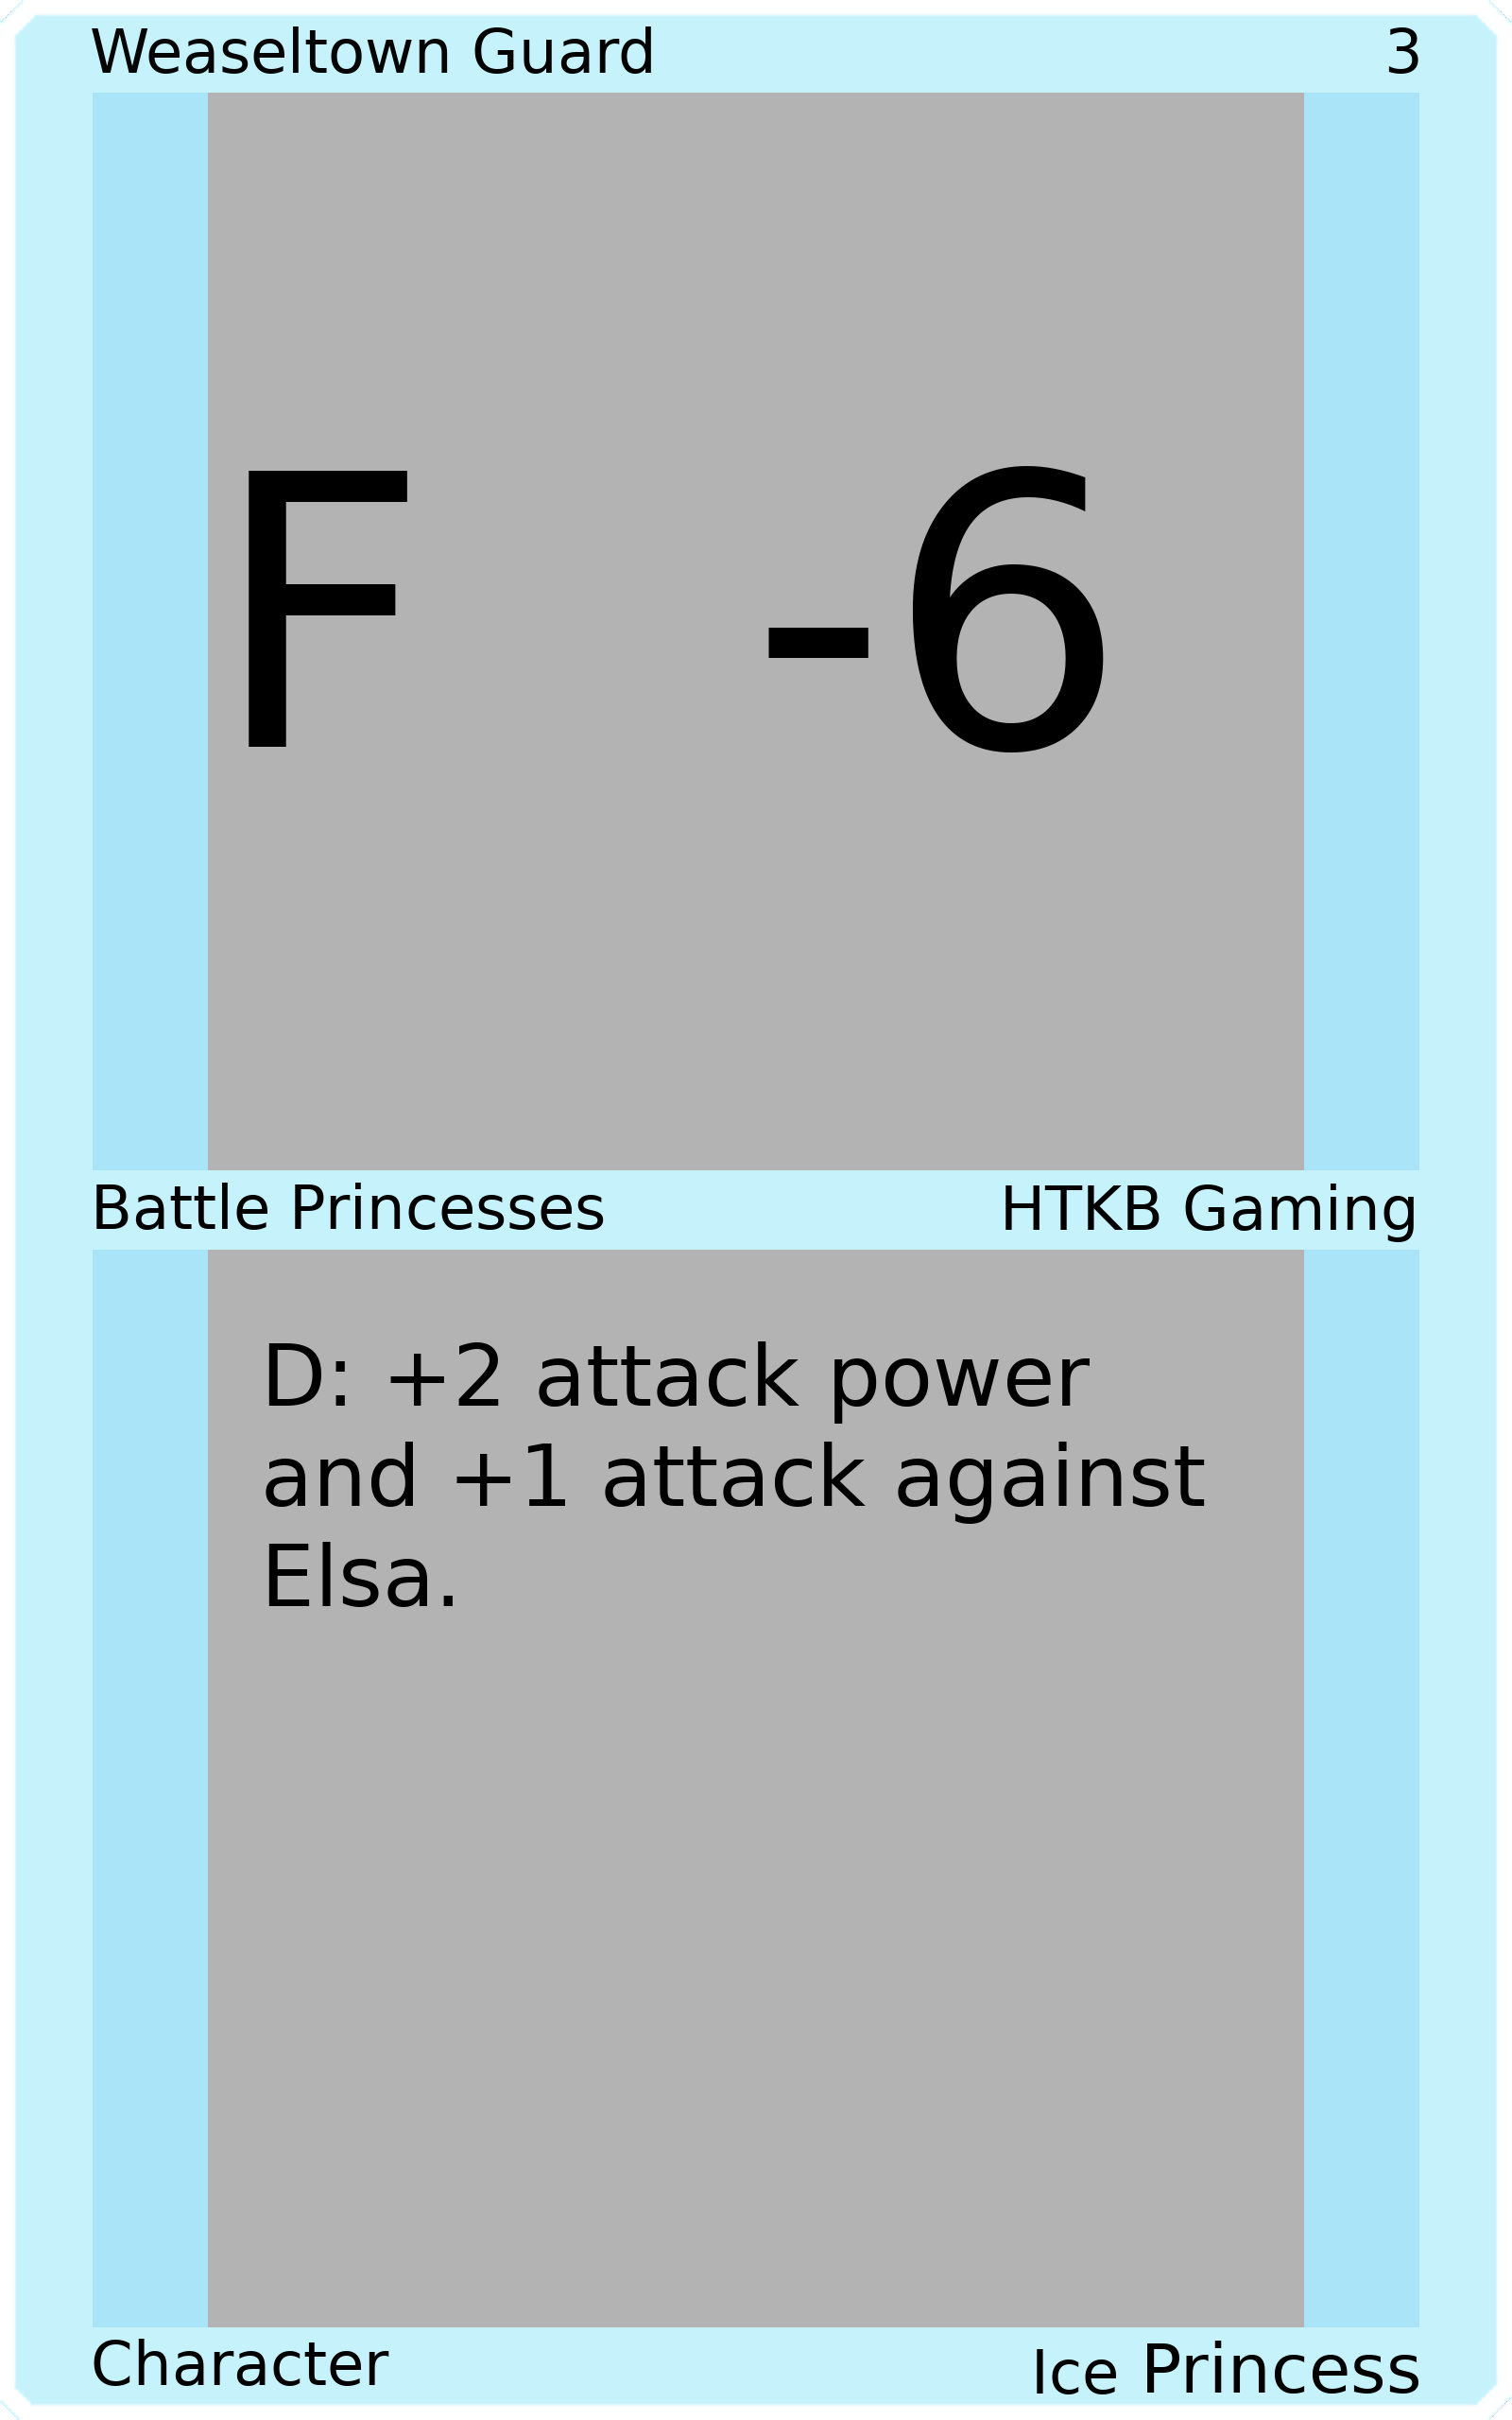 Weaseltown Guard 3
F -6
Battle Princesses HTKB Gaming
D: +2 attack power
and +1 attack against
Elsa.
Character Ice Princess